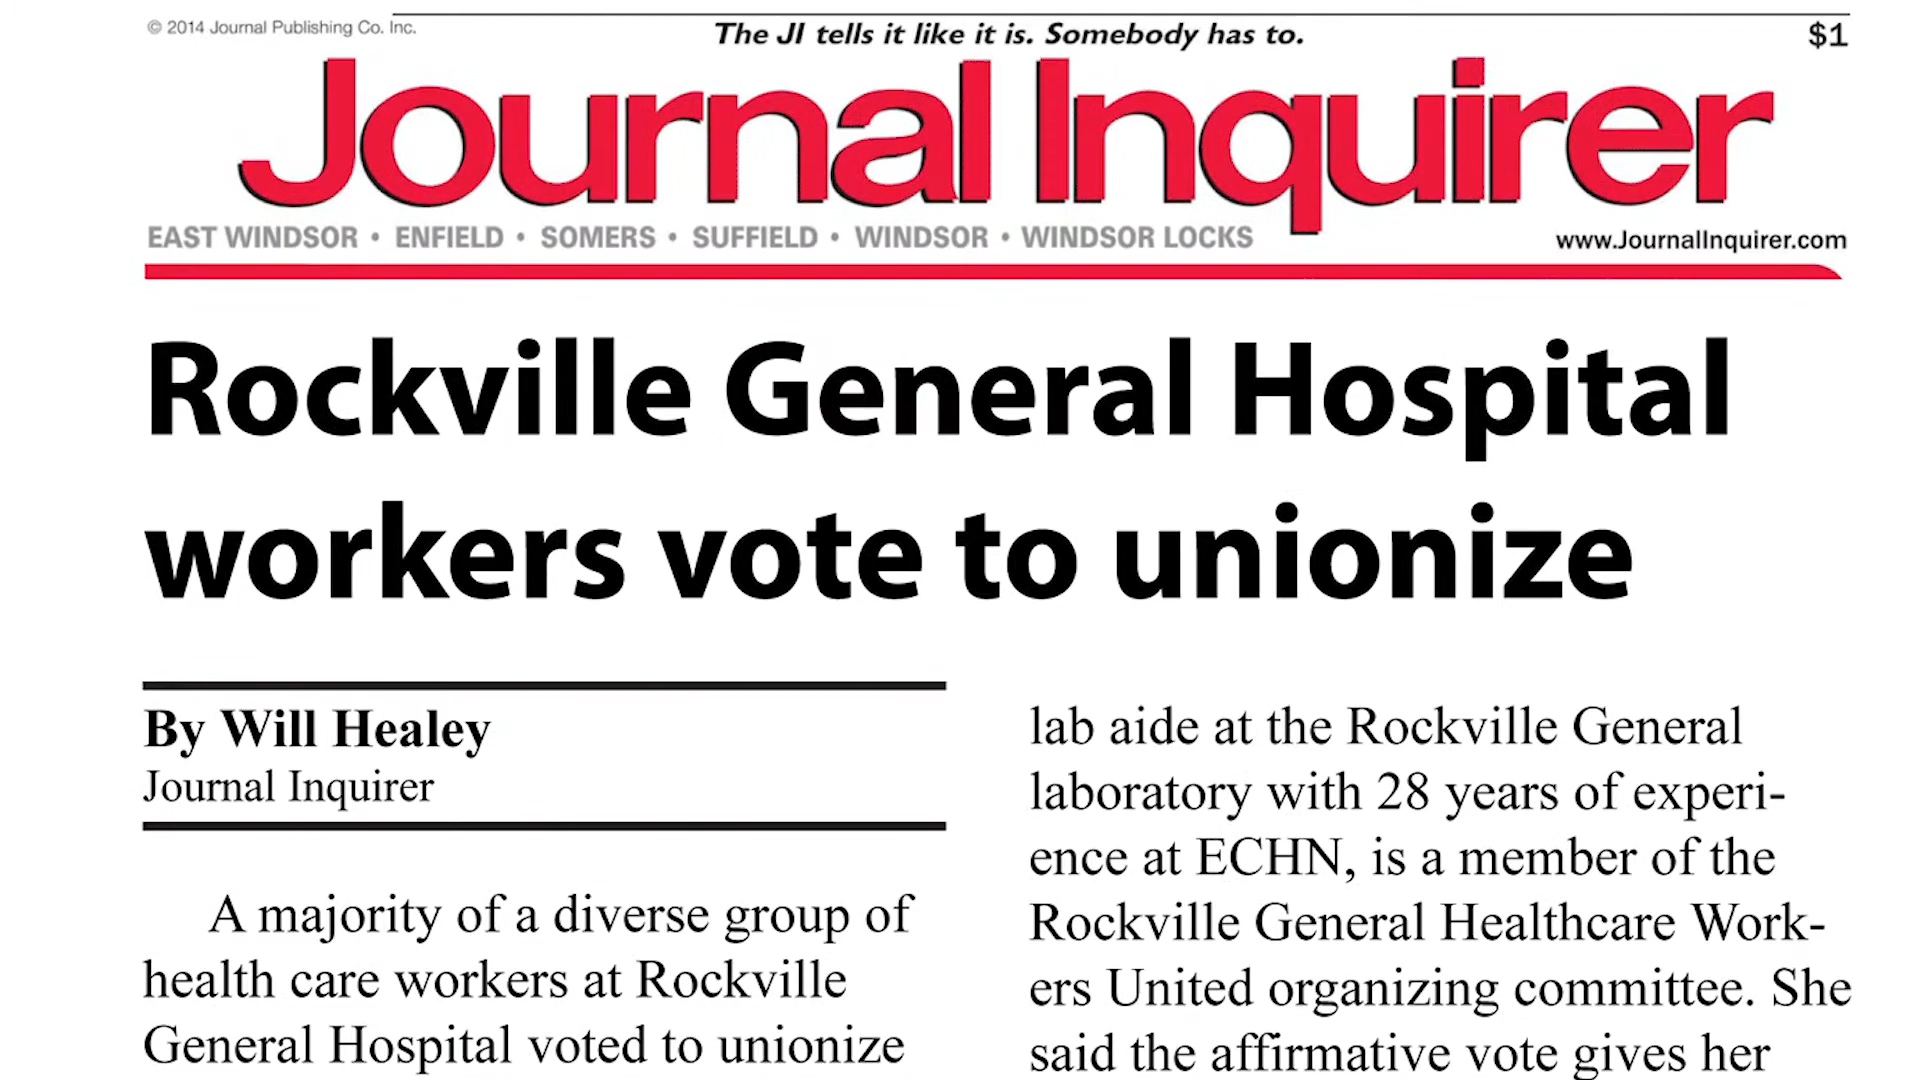 © 2014 Journal Publishing Co. Inc.
The JI tells it like it is. Somebody has to.
$1
Journal Inquirer
EAST WINDSOR • ENFIELD • SOMERS • SUFFIELD • WINDSOR • WINDSOR LOCKS
www.JournalInquirer.com
Rockville General Hospital
workers vote to unionize
By Will Healey
Journal Inquirer
A majority of a diverse group of
health care workers at Rockville
General Hospital voted to unionize
lab aide at the Rockville General
laboratory with 28 years of experi-
ence at ECHN, is a member of the
Rockville General Healthcare Work-
ers United organizing committee. She
said the affirmative vote gives her